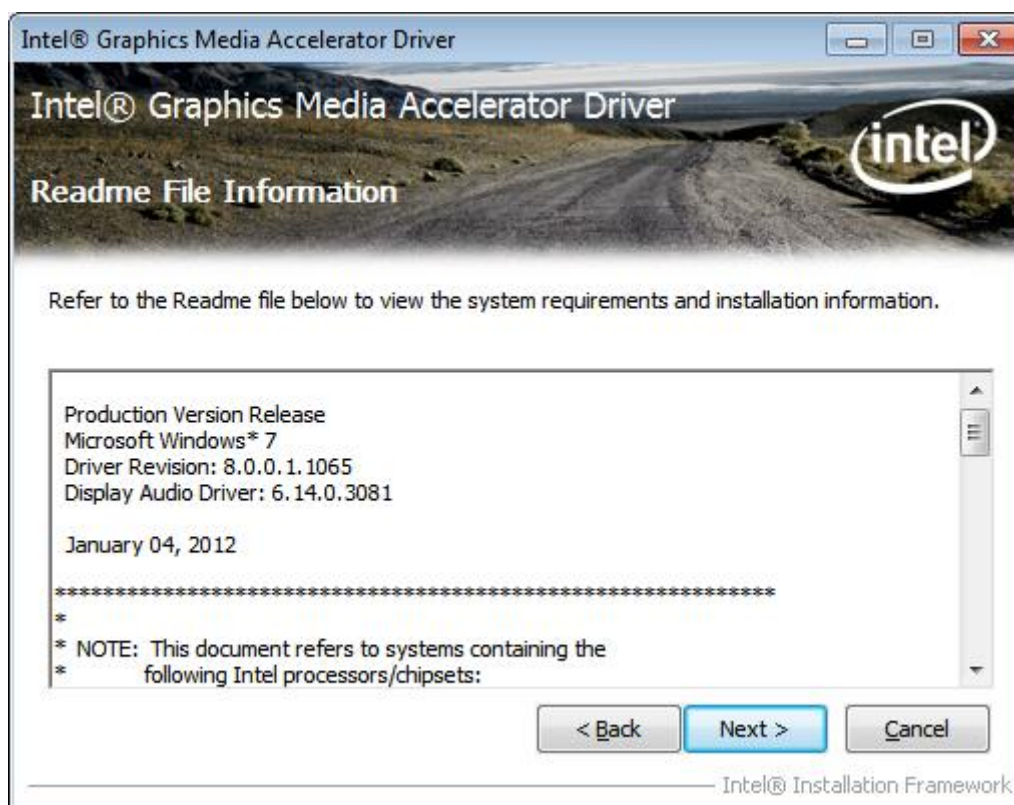 Intel® Graphics Media Accelerator Driver
Intel® Graphics Media Accelerator Driver
intel
Readme File Information
Refer to the Readme file below to view the system requirements and installation information.
Production Version Release
Microsoft Windows* 7
Driver Revision: 8.0.0.1.1065
Display Audio Driver: 6.14.0.3081
January 04, 2012
************************************************************
*
* NOTE: This document refers to systems containing the
* following Intel processors/chipsets:
< Back Next > Cancel
Intel® Installation Framework